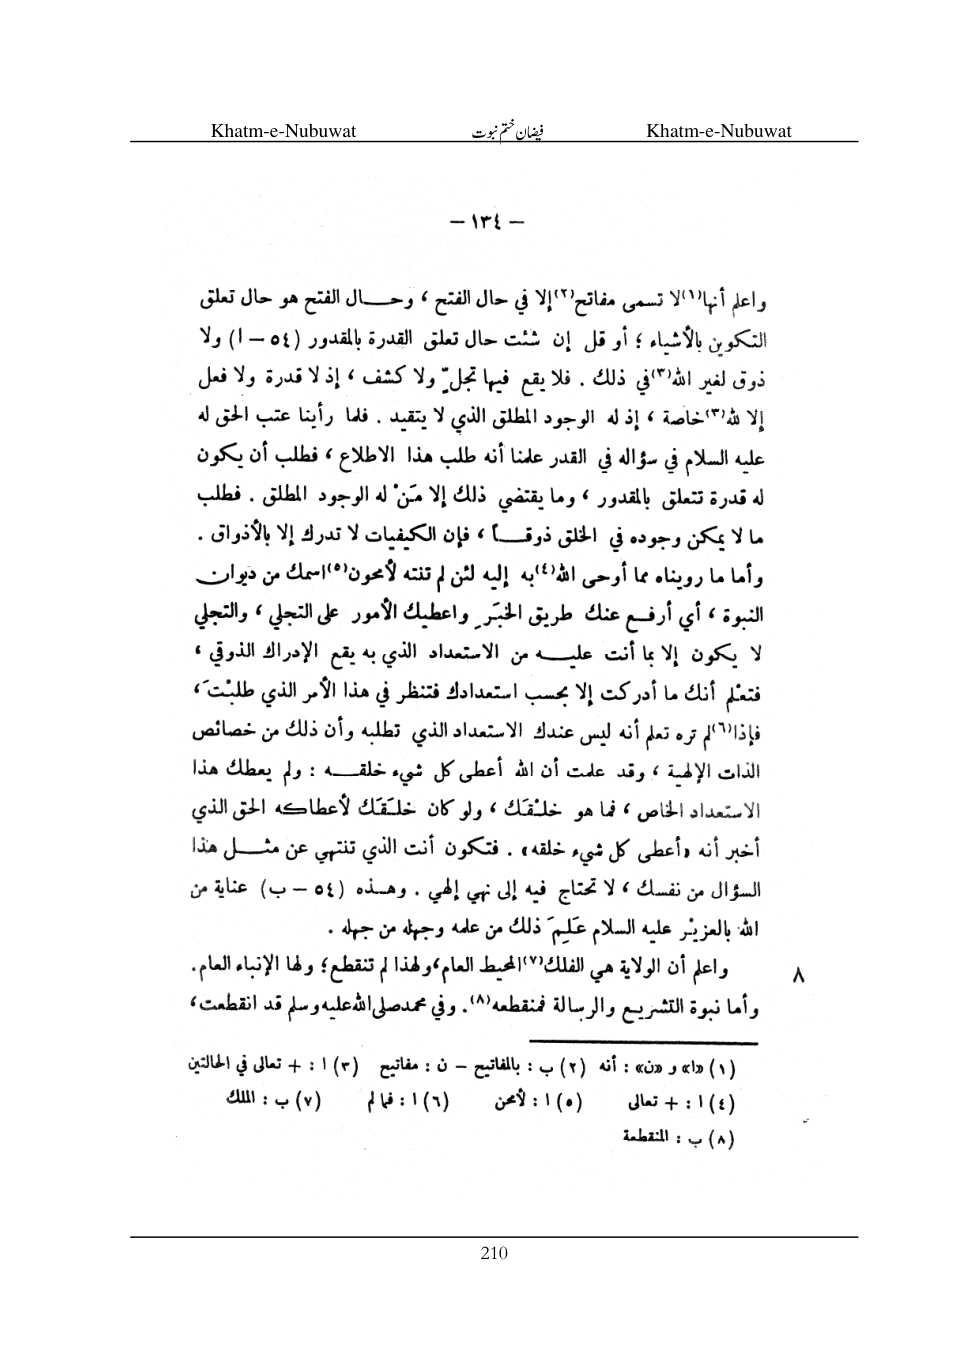 Khatm-e-Nubuwat فیضان ختم نبوت Khatm-e-Nubuwat
– ١٣٤ –
واعلم أنها(١)لا تسمى مفاتح(٢)إلا في حال الفتح ، وحـــال الفتح هو حال تعلق
التكوين بالأشياء ؛ أو قل إن شئت حال تعلق القدرة بالمقدور (٥٤ – ا) ولا
ذوق لغير الله(٣)في ذلك . فلا يقع فيها تجلٍّ ولا كشف ، إذ لا قدرة ولا فعل
إلا لله(٣)خاصة ، إذ له الوجود المطلق الذي لا يتقيد . فلما رأينا عتب الحق له
عليه السلام في سؤاله في القدر علمنا أنه طلب هذا الاطلاع ، فطلب أن يكون
له قدرة تتعلق بالمقدور ، وما يقتضي ذلك إلا مَنْ له الوجود المطلق . فطلب
ما لا يمكن وجوده في الخلق ذوقــاً ، فإن الكيفيات لا تدرك إلا بالأذواق .
وأما ما رويناه مما أوحى الله(٤)به إليه لئن لم تنته لأمحون(٥)اسمك من ديوان
النبوة ، أي أرفـع عنك طريق الخبَر واعطيك الأمور على التجلي ، والتجلي
لا يكون إلا بما أنت عليـــه من الاستعداد الذي به يقع الإدراك الذوقي ،
فتعْلم أنك ما أدركت إلا بحسب استعدادك فتنظر في هذا الأمر الذي طلبْتَ ،
فإذا(٦)لم تره تعلم أنه ليس عندك الاستعداد الذي تطلبه وأن ذلك من خصائص
الذات الإلهية ، وقد علمت أن الله أعطى كل شيء خلقـــه : ولم يعطك هذا
الاستعداد الخاص ، فما هو خلْقَك ، ولو كان خلَقَك لأعطاكه الحق الذي
أخبر أنه «أعطى كل شيء خلقه» . فتكون أنت الذي تنتهي عن مثـــل هذا
السؤال من نفسك ، لا تحتاج فيه إلى نهي إلهي . وهـذه (٥٤ – ب) عناية من
الله بالعزيْر عليه السلام عَلِمَ ذلك من علمه وجهله من جهله .
واعلم أن الولاية هي الفلك(٧)المحيط العام،ولهذا لم تنقطع؛ ولها الإنباء العام. ٨
وأما نبوة التشريـع والرسالة فمنقطعه(٨). وفي محمد صلى الله عليه وسلم قد انقطعت ،
(١) «ا» و «ن» : أنه (٢) ب : بالمفاتيح – ن : مفاتيح (٣) ا : + تعالى في الحالتين
(٤) ا : + تعالى (٥) ا : لأمحن (٦) ا : فما لم (٧) ب : الملك
(٨) ب : المنقطعة
210